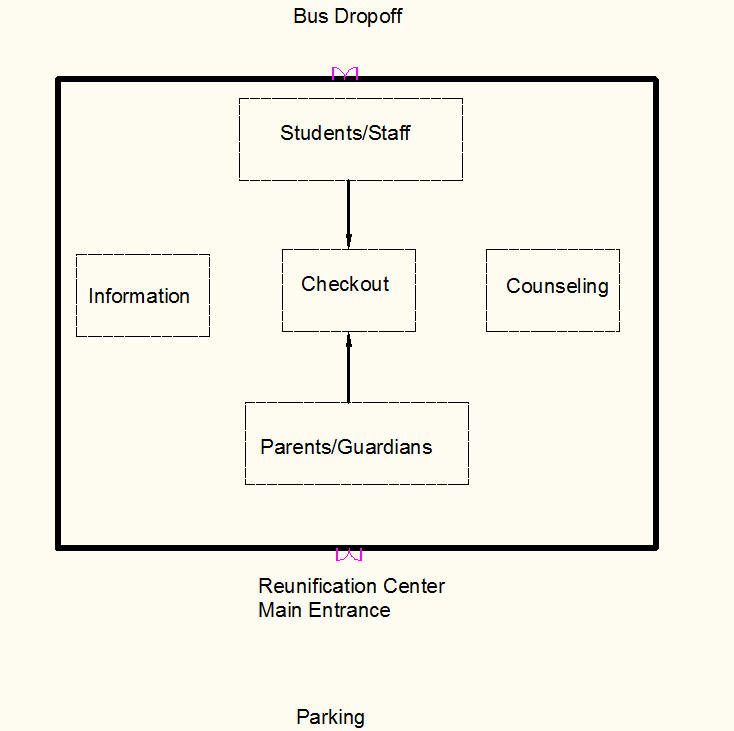 Bus Dropoff
Students/Staff
Information
Checkout
Counseling
Parents/Guardians
Reunification Center
Main Entrance
Parking